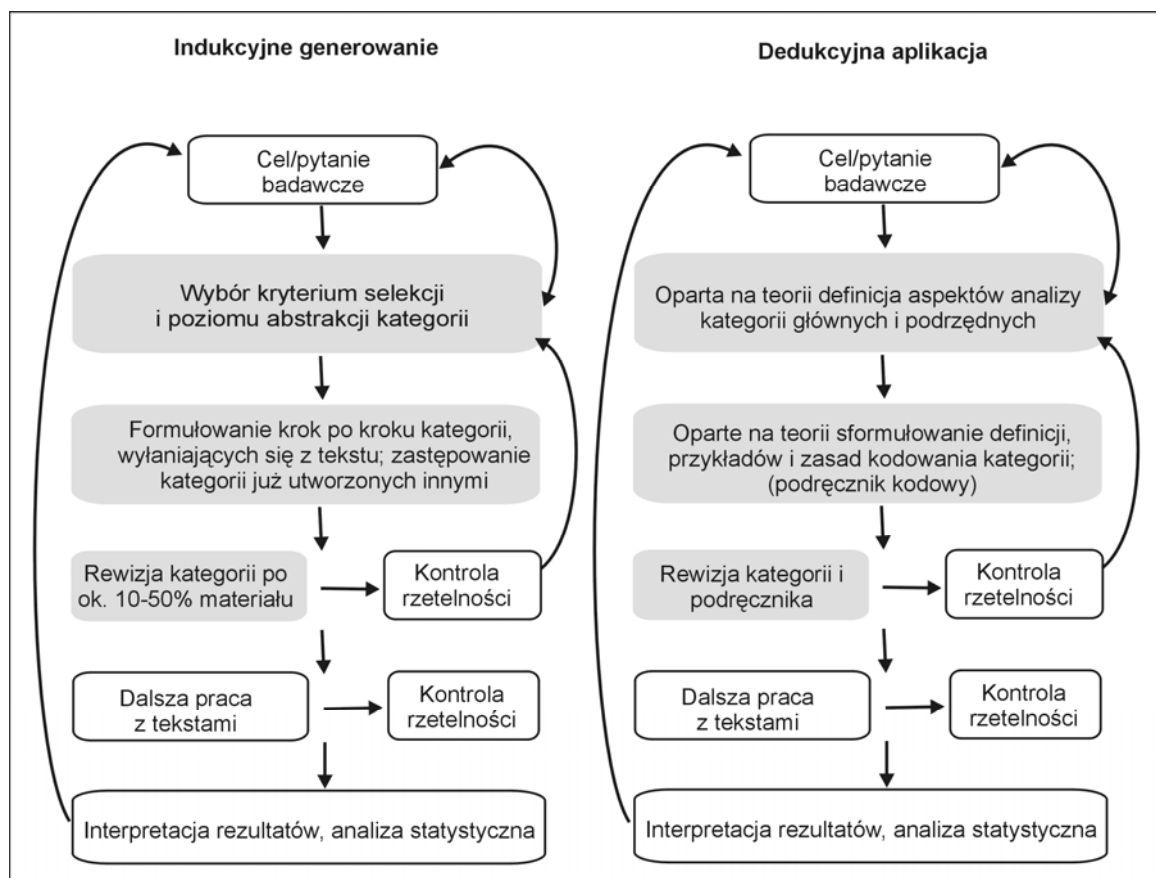 Indukcyjne generowanie
Cel/pytanie
badawcze
Wybór kryterium selekcji
i poziomu abstrakcji kategorii
Formułowanie krok po kroku kategorii,
wyłaniających się z tekstu; zastępowanie
kategorii już utworzonych innymi
Rewizja kategorii po
ok. 10-50% materiału
Kontrola
rzetelności
Dalsza praca
z tekstami
Kontrola
rzetelności
Interpretacja rezultatów, analiza statystyczna
Dedukcyjna aplikacja
Cel/pytanie
badawcze
Oparta na teorii definicja aspektów analizy
kategorii głównych i podrzędnych
Oparte na teorii sformułowanie definicji,
przykładów i zasad kodowania kategorii;
(podręcznik kodowy)
Rewizja kategorii i
podręcznika
Kontrola
rzetelności
Dalsza praca
z tekstami
Kontrola
rzetelności
Interpretacja rezultatów, analiza statystyczna